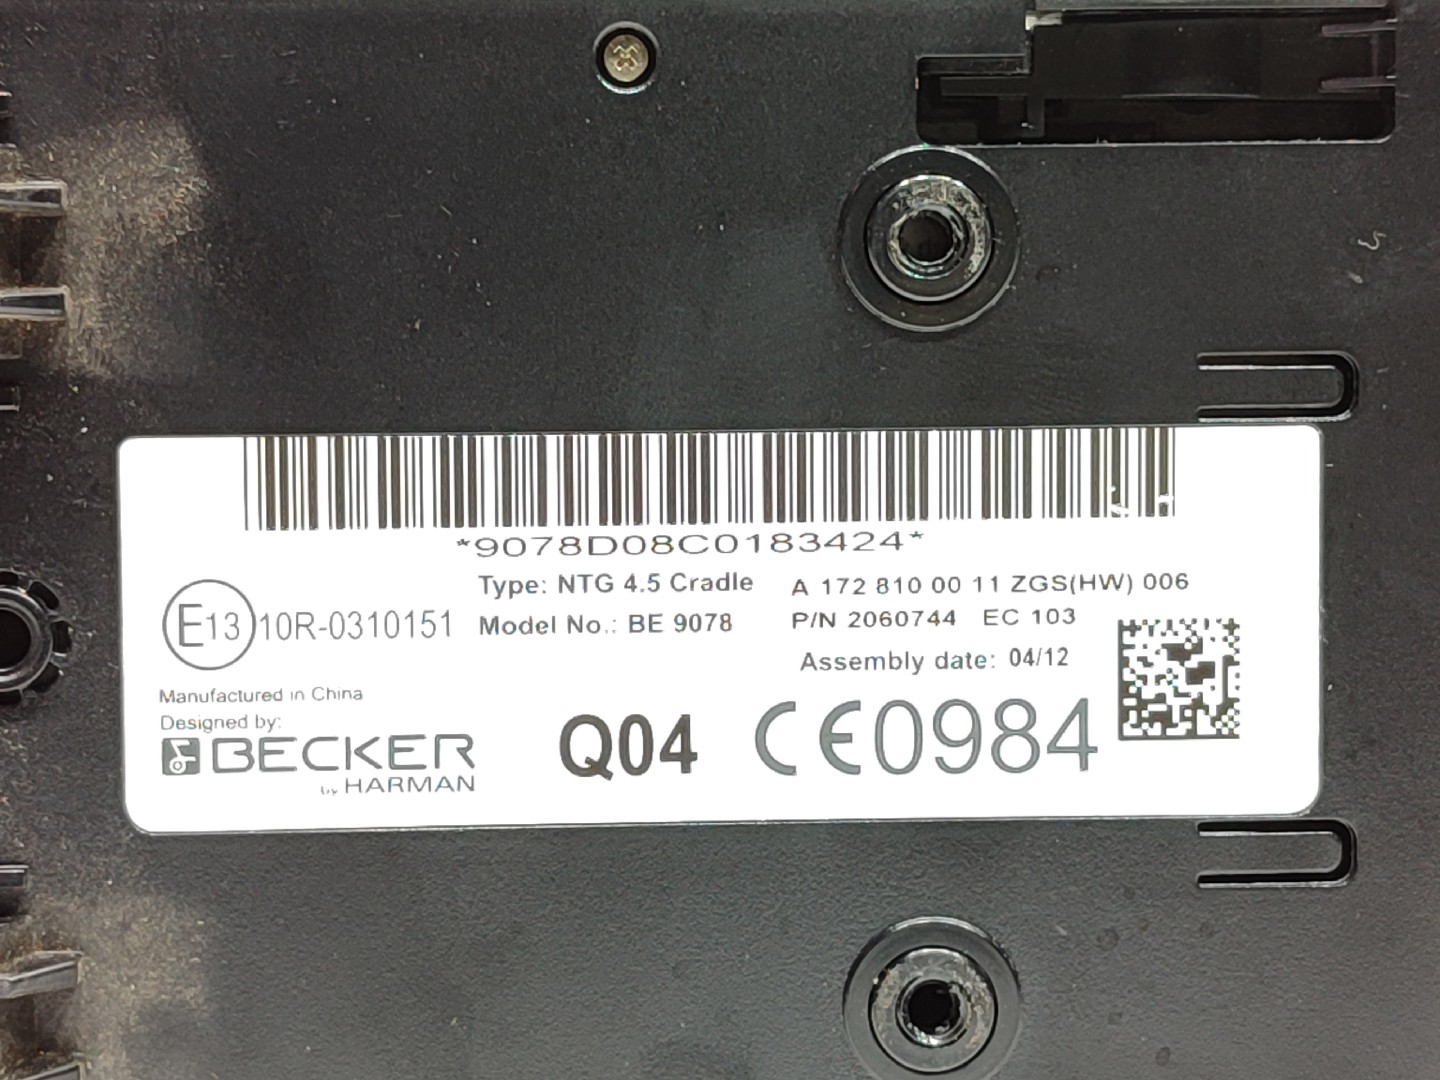 *9078D08C0183424*
Type: NTG 4.5 Cradle A 172 810 00 11 ZGS(HW) 006
E13 10R-0310151 Model No.: BE 9078 P/N 2060744 EC 103
Assembly date: 04/12
Manufactured in China
Designed by:
BECKER
by HARMAN
Q04 CE0984